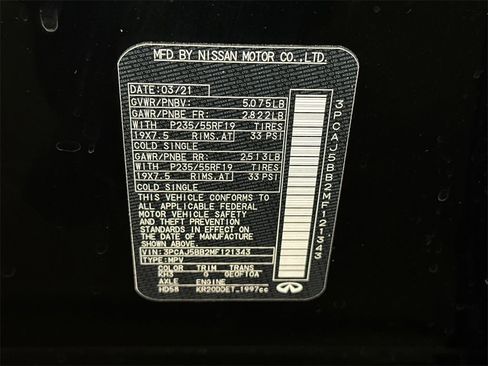 MFD BY NISSAN MOTOR CO.,LTD.
DATE: 03/21
GVWR/PNBV: 5,075LB
GAWR/PNBE FR: 2,822LB
WITH P235/55RF19 TIRES
19X7.5 RIMS.AT 33 PSI
COLD SINGLE
GAWR/PNBE RR: 2,513LB
WITH P235/55RF19 TIRES
19X7.5 RIMS.AT 33 PSI
COLD SINGLE
THIS VEHICLE CONFORMS TO
ALL APPLICABLE FEDERAL
MOTOR VEHICLE SAFETY
AND THEFT PREVENTION
STANDARDS IN EFFECT ON
THE DATE OF MANUFACTURE
SHOWN ABOVE.
VIN: 3PCAJ5BB2MF121343
TYPE: MPV
COLOR TRIM TRANS
KH3 G GE0F10A
AXLE ENGINE
HD58 KR20DDET 1997cc
3PCAJ5BB2MF121343